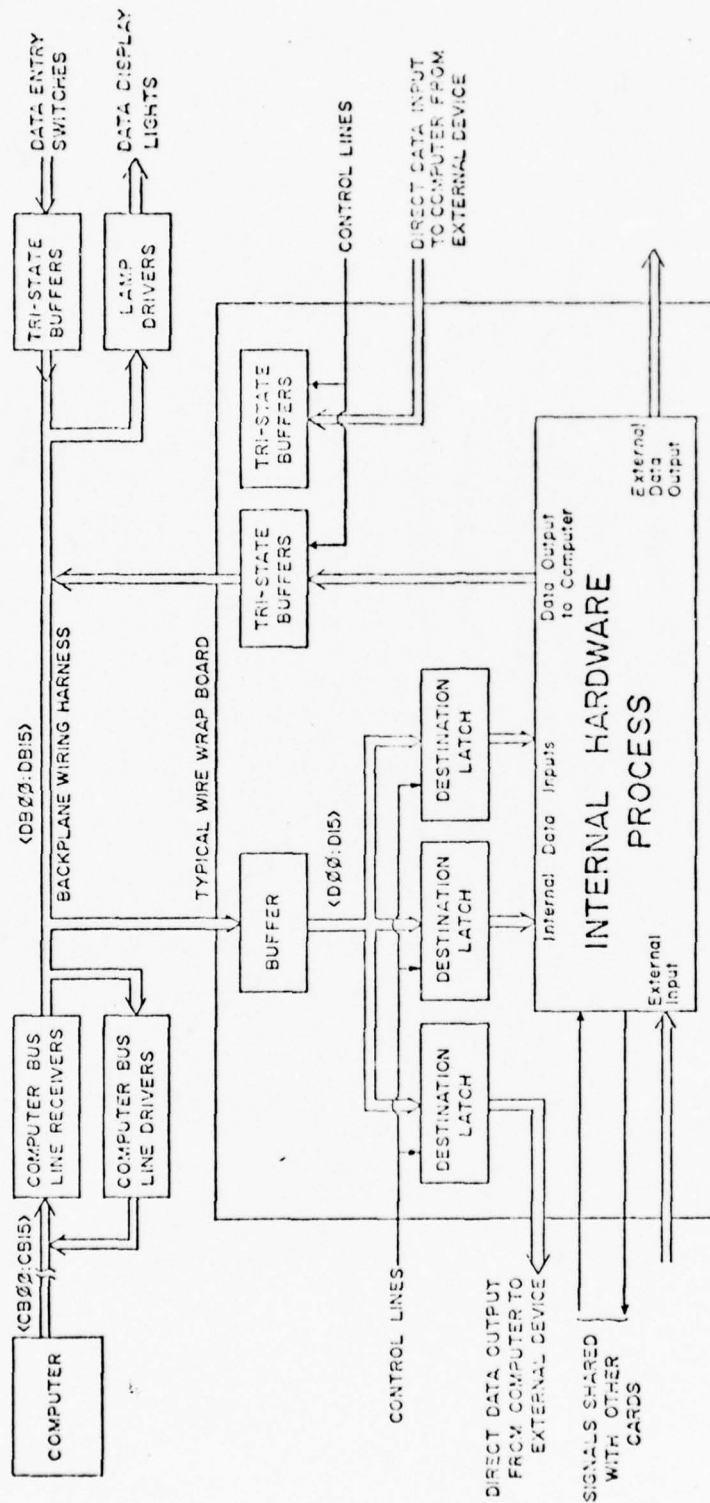 COMPUTER
<CBØØ:CB15>
COMPUTER BUS
LINE RECEIVERS
COMPUTER BUS
LINE DRIVERS
<DBØØ:DB15>
BACKPLANE WIRING HARNESS
TRI-STATE
BUFFERS
DATA ENTRY
SWITCHES
LAMP
DRIVERS
DATA DISPLAY
LIGHTS
TYPICAL WIRE WRAP BOARD
BUFFER
<DØØ:D15>
TRI-STATE
BUFFERS
TRI-STATE
BUFFERS
CONTROL LINES
DIRECT DATA INPUT
TO COMPUTER FROM
EXTERNAL DEVICE
CONTROL LINES
DESTINATION
LATCH
DESTINATION
LATCH
DESTINATION
LATCH
DIRECT DATA OUTPUT
FROM COMPUTER TO
EXTERNAL DEVICE
SIGNALS SHARED
WITH OTHER
CARDS
Internal Data Inputs
Data Output
to Computer
INTERNAL HARDWARE
PROCESS
External
Input
External
Data
Output